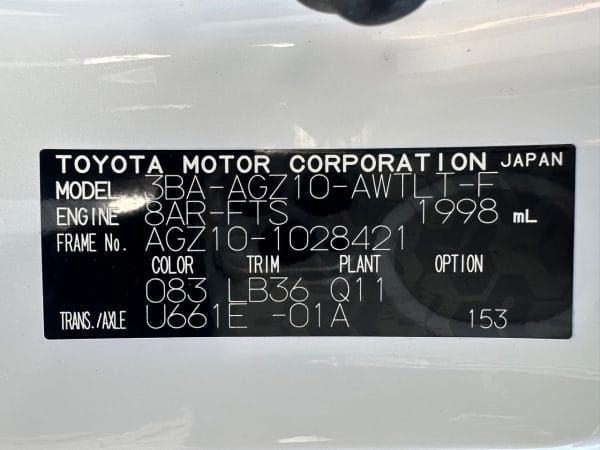 TOYOTA MOTOR CORPORATION JAPAN
MODEL 3BA-AGZ10-AWTLT-F
ENGINE 8AR-FTS 1998 mL
FRAME No. AGZ10-1028421
COLOR TRIM PLANT OPTION
083 LB36 Q11
TRANS./AXLE U661E -01A 153